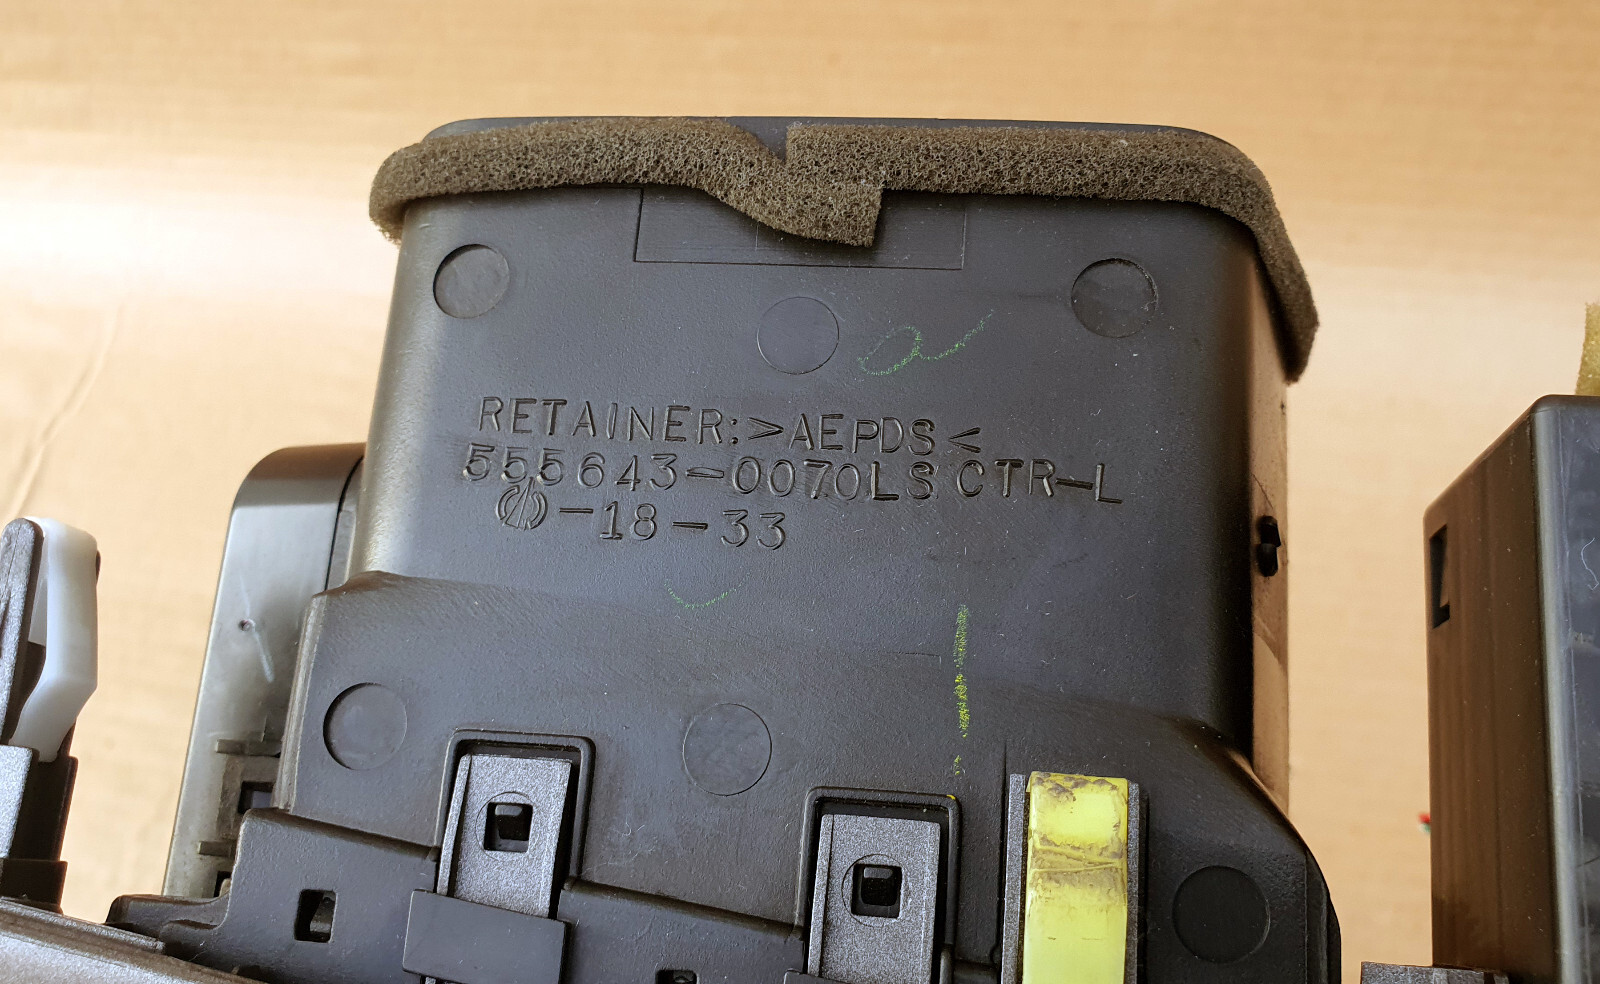 RETAINER:>AEPDS<
555643-0070LS CTR-L
-18-33